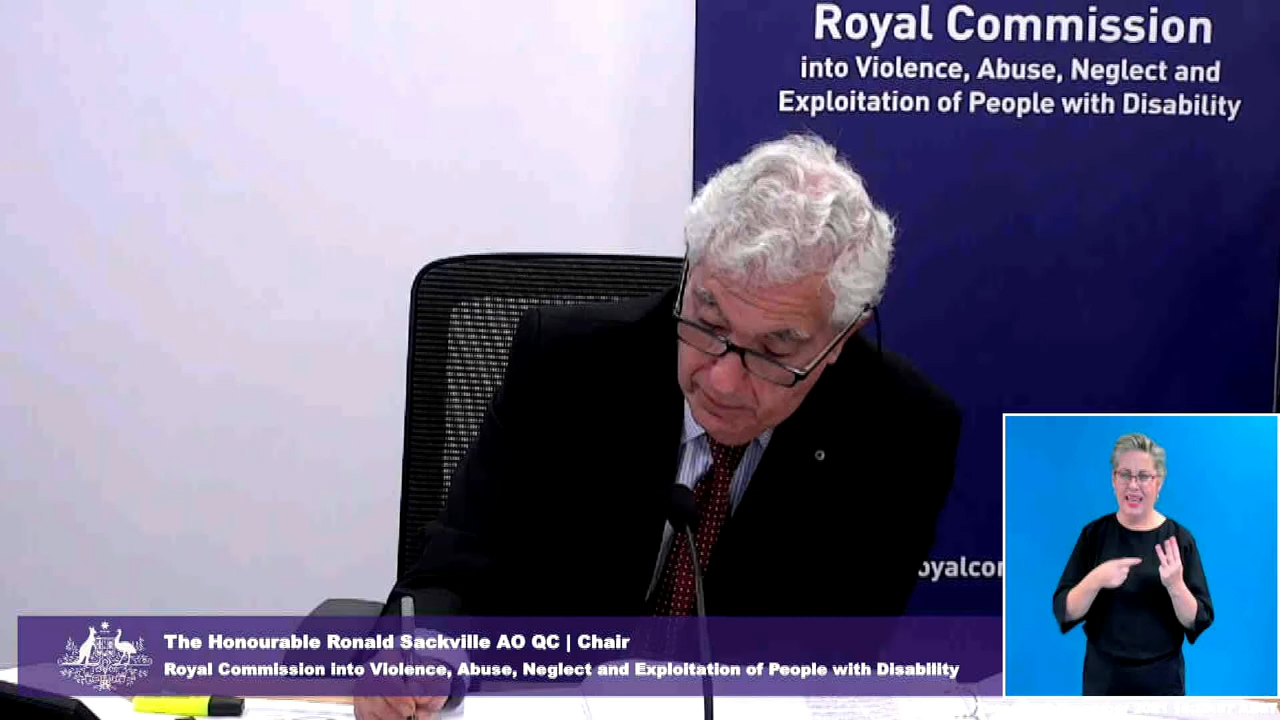 Royal Commission
into Violence, Abuse, Neglect and
Exploitation of People with Disability
The Honourable Ronald Sackville AO QC | Chair
Royal Commission into Violence, Abuse, Neglect and Exploitation of People with Disability